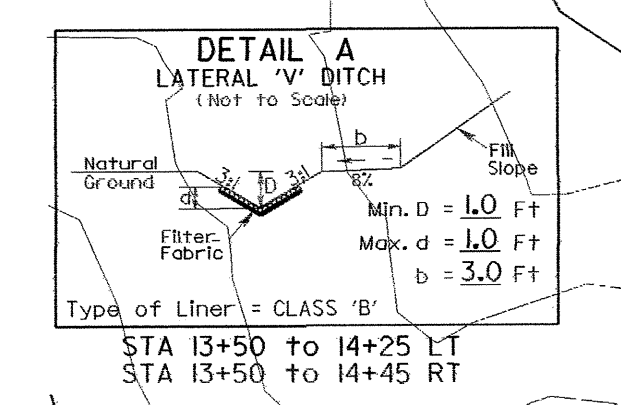 DETAIL A
LATERAL 'V' DITCH
(Not to Scale)
b
Natural
Ground
3:1
D
3:1
d
8%
Fill
Slope
Filter
Fabric
Min. D = 1.0 Ft
Max. d = 1.0 Ft
b = 3.0 Ft
Type of Liner = CLASS 'B'
STA 13+50 to 14+25 LT
STA 13+50 to 14+45 RT